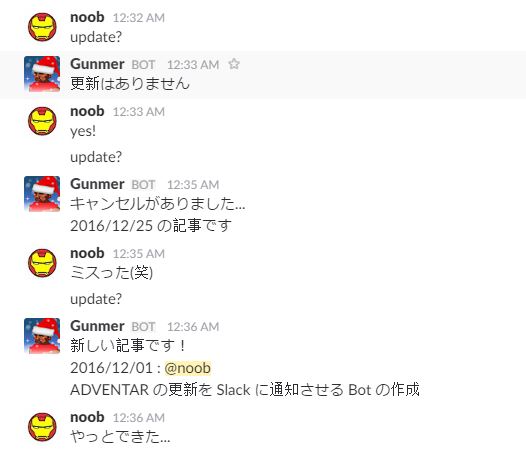 noob 12:32 AM
update?
Gunmer BOT 12:33 AM
更新はありません
noob 12:33 AM
yes!
update?
Gunmer BOT 12:35 AM
キャンセルがありました...
2016/12/25 の記事です
noob 12:35 AM
ミスった(笑)
update?
Gunmer BOT 12:36 AM
新しい記事です！
2016/12/01 : @noob
ADVENTAR の更新を Slack に通知させる Bot の作成
noob 12:36 AM
やっとできた...